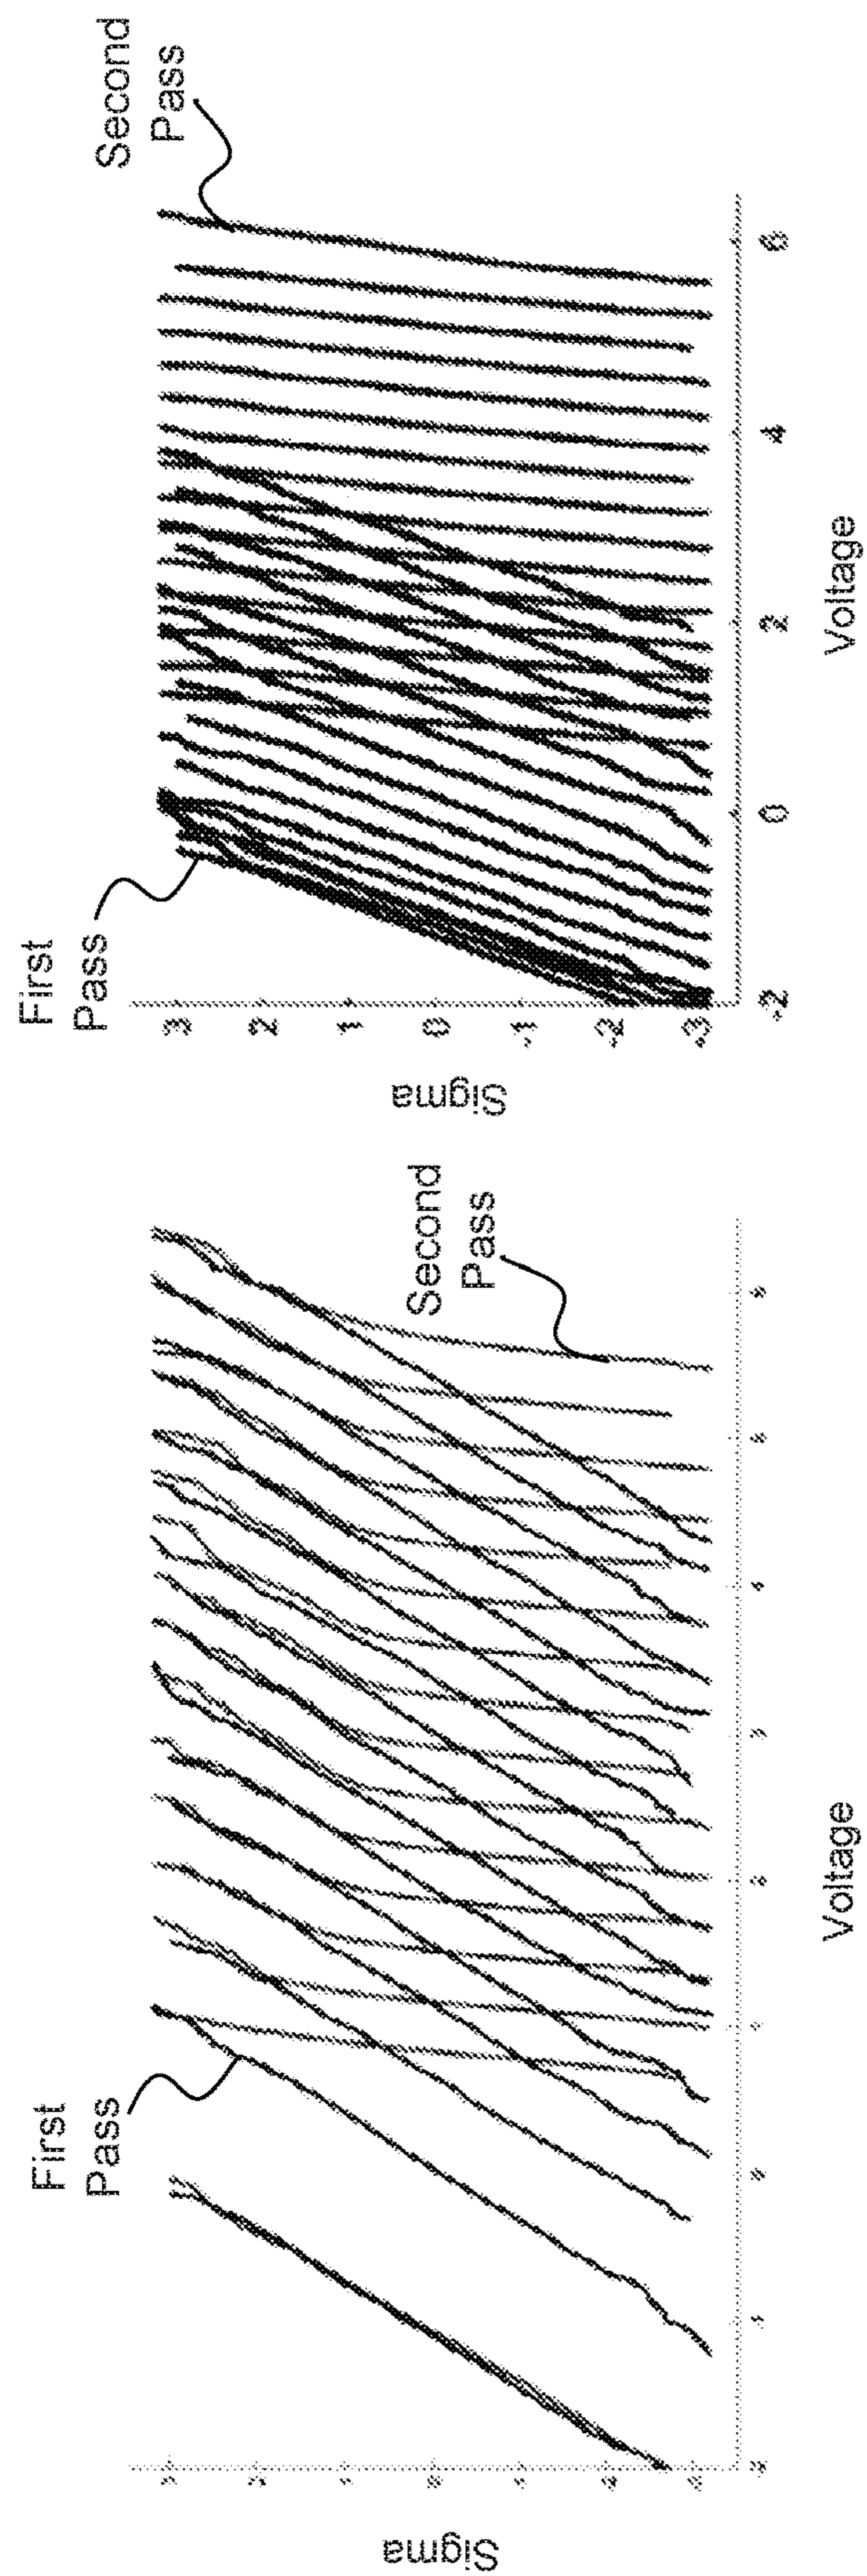 First
Pass
Second
Pass
Sigma
Voltage
First
Pass
Second
Pass
Sigma
3
2
1
0
-1
-2
-3
-2
0
2
4
6
Voltage